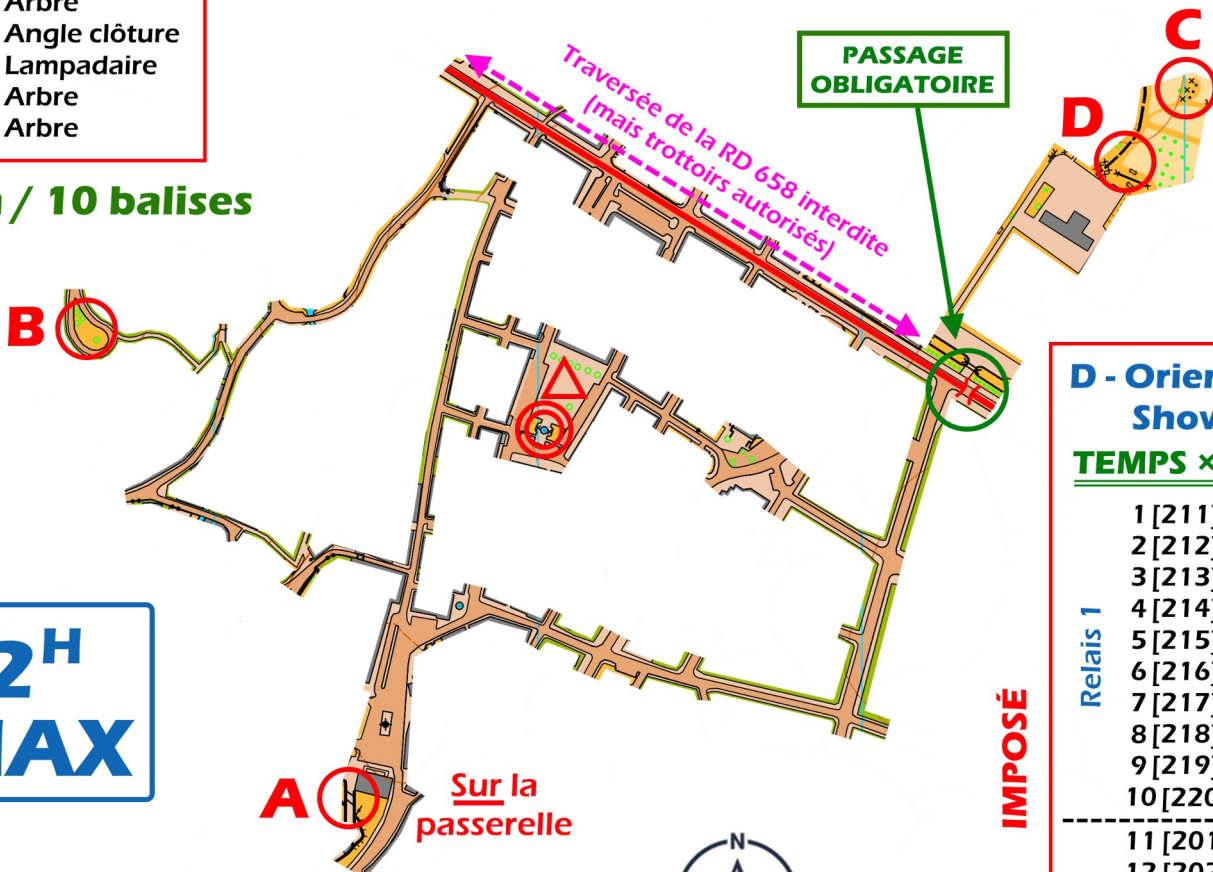 Arbre
Angle clôture
Lampadaire
Arbre
Arbre
/ 10 balises
Traversée de la RD 658 interdite
(mais trottoirs autorisés)
PASSAGE
OBLIGATOIRE
C
D
B
2H
MAX
A
Sur la
passerelle
N
IMPOSÉ
D - Orien
Show
TEMPS ×
Relais 1
1 [211]
2 [212]
3 [213]
4 [214]
5 [215]
6 [216]
7 [217]
8 [218]
9 [219]
10 [220
11 [201
12 [202